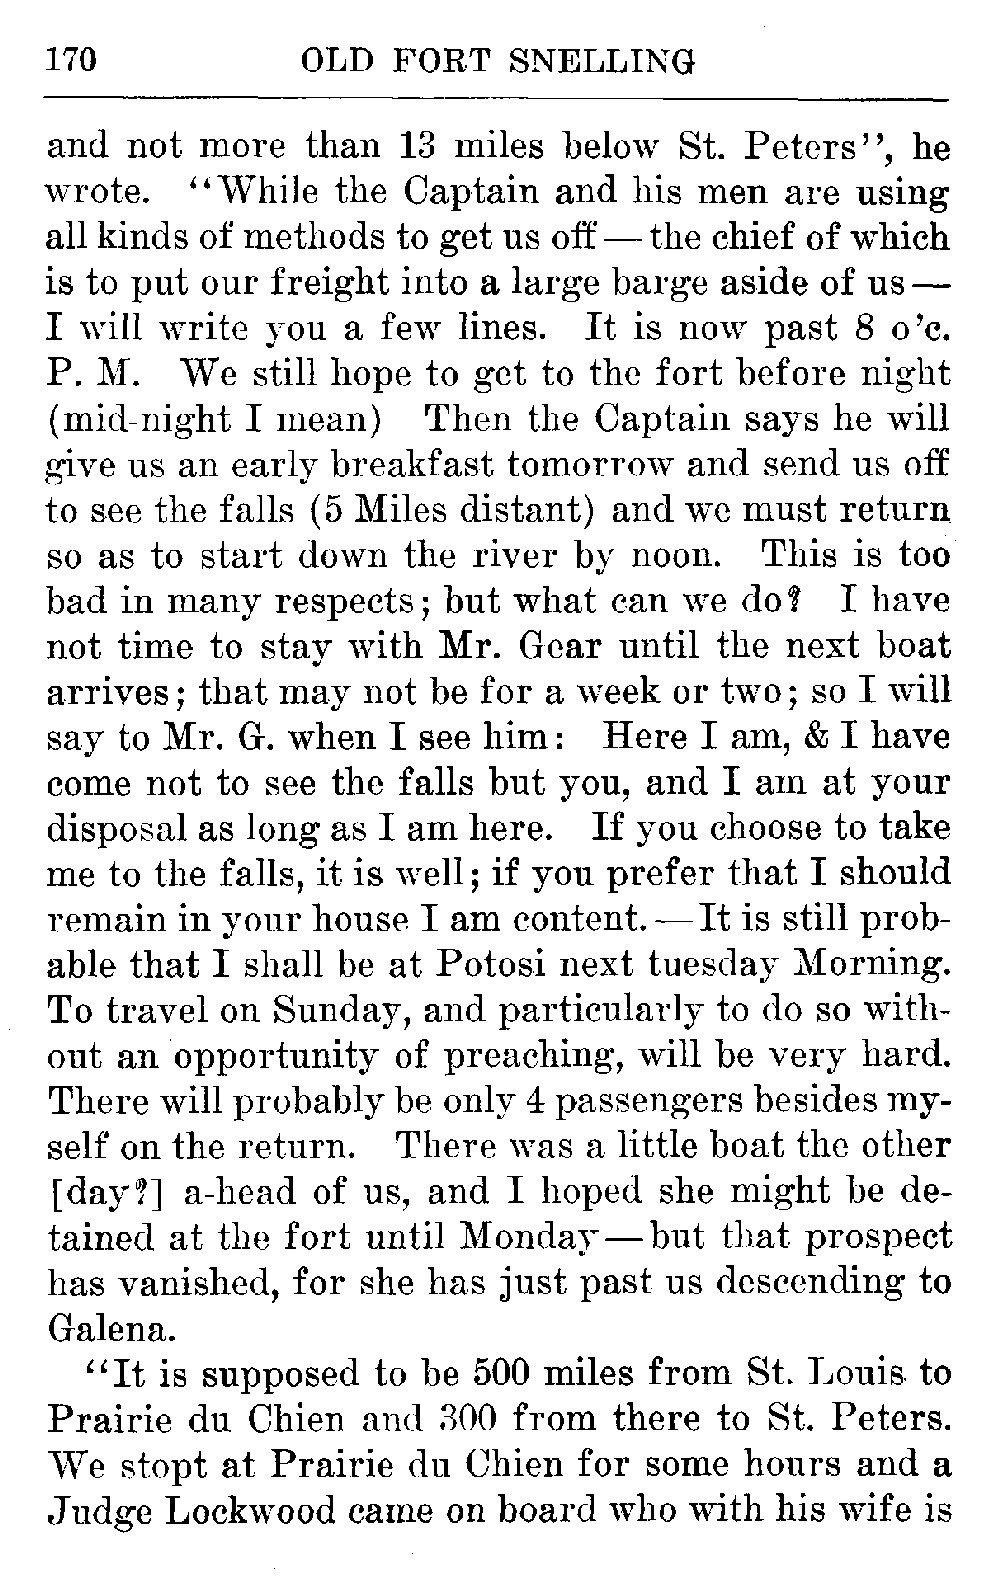 170 OLD FORT SNELLING
and not more than 13 miles below St. Peters”, he
wrote. “While the Captain and his men are using
all kinds of methods to get us off—the chief of which
is to put our freight into a large barge aside of us—
I will write you a few lines. It is now past 8 o’c.
P. M. We still hope to get to the fort before night
(mid-night I mean) Then the Captain says he will
give us an early breakfast tomorrow and send us off
to see the falls (5 Miles distant) and we must return
so as to start down the river by noon. This is too
bad in many respects; but what can we do? I have
not time to stay with Mr. Gear until the next boat
arrives; that may not be for a week or two; so I will
say to Mr. G. when I see him: Here I am, & I have
come not to see the falls but you, and I am at your
disposal as long as I am here. If you choose to take
me to the falls, it is well; if you prefer that I should
remain in your house I am content.—It is still prob-
able that I shall be at Potosi next tuesday Morning.
To travel on Sunday, and particularly to do so with-
out an opportunity of preaching, will be very hard.
There will probably be only 4 passengers besides my-
self on the return. There was a little boat the other
[day?] a-head of us, and I hoped she might be de-
tained at the fort until Monday—but that prospect
has vanished, for she has just past us descending to
Galena.
“It is supposed to be 500 miles from St. Louis to
Prairie du Chien and 300 from there to St. Peters.
We stopt at Prairie du Chien for some hours and a
Judge Lockwood came on board who with his wife is